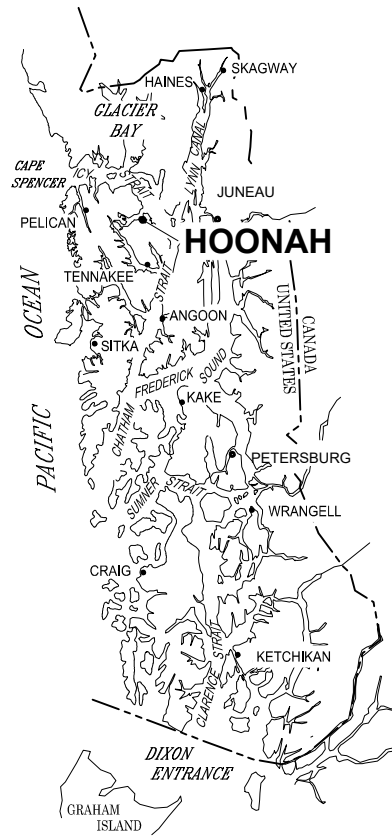 SKAGWAY
HAINES
GLACIER
BAY
LYNN CANAL
CAPE
SPENCER
ICY STRAIT
JUNEAU
PELICAN
HOONAH
TENNAKEE
STRAIT
OCEAN
ANGOON
CANADA
UNITED STATES
SITKA
FREDERICK SOUND
CHATHAM
KAKE
PACIFIC
PETERSBURG
SUMNER STRAIT
WRANGELL
CRAIG
CLARENCE STRAIT
KETCHIKAN
DIXON
ENTRANCE
GRAHAM
ISLAND